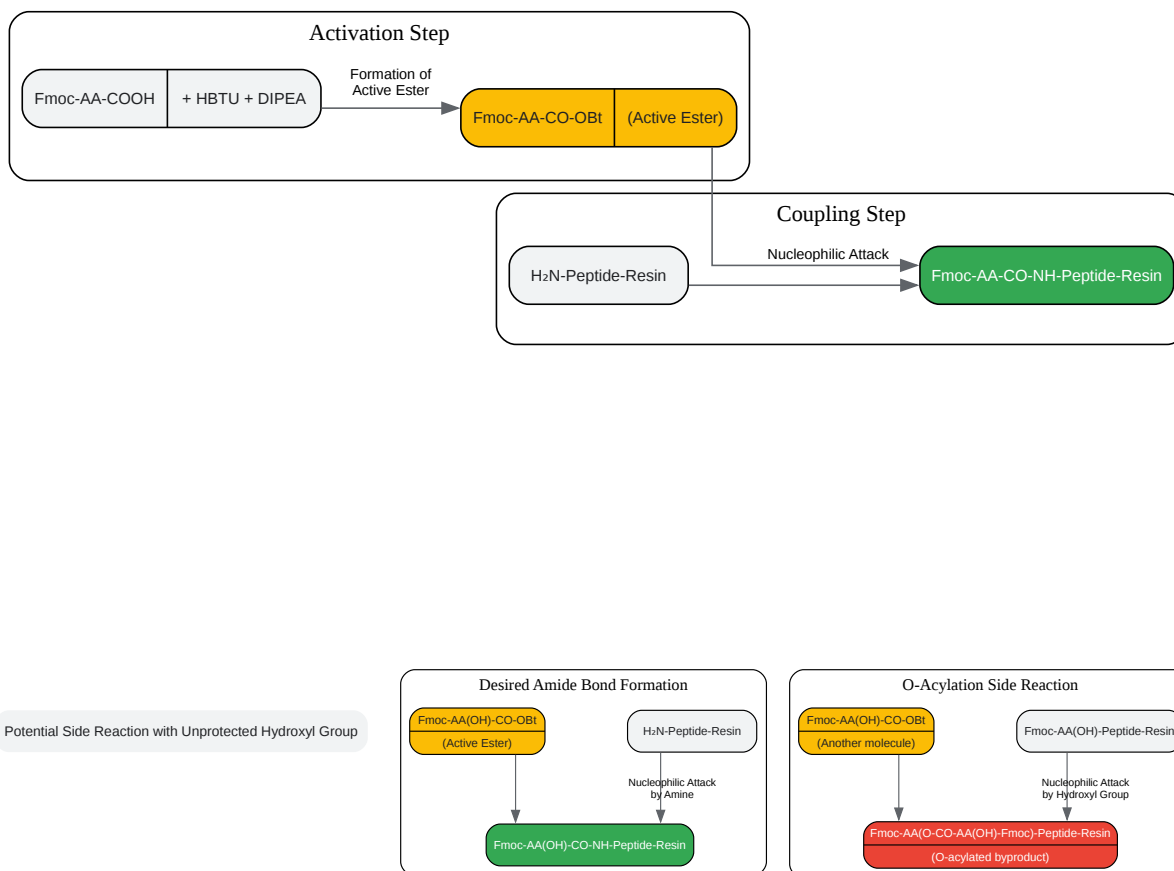 Activation Step
Fmoc-AA-COOH
+ HBTU + DIPEA
Formation of
Active Ester
Fmoc-AA-CO-OBt
(Active Ester)
Coupling Step
H₂N-Peptide-Resin
Nucleophilic Attack
Fmoc-AA-CO-NH-Peptide-Resin
Potential Side Reaction with Unprotected Hydroxyl Group
Desired Amide Bond Formation
Fmoc-AA(OH)-CO-OBt
(Active Ester)
H₂N-Peptide-Resin
Nucleophilic Attack
by Amine
Fmoc-AA(OH)-CO-NH-Peptide-Resin
O-Acylation Side Reaction
Fmoc-AA(OH)-CO-OBt
(Another molecule)
Fmoc-AA(OH)-Peptide-Resin
Nucleophilic Attack
by Hydroxyl Group
Fmoc-AA(O-CO-AA(OH)-Fmoc)-Peptide-Resin
(O-acylated byproduct)